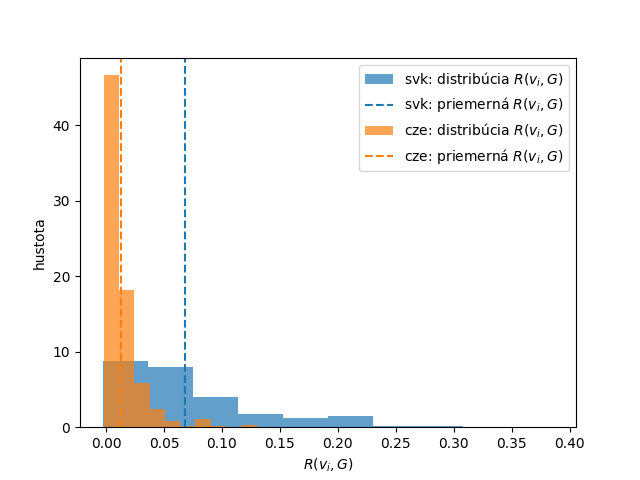 svk: distribúcia R(vᵢ, G)
svk: priemerná R(vᵢ, G)
cze: distribúcia R(vᵢ, G)
cze: priemerná R(vᵢ, G)
40
30
20
10
0
hustota
0.00 0.05 0.10 0.15 0.20 0.25 0.30 0.35 0.40
R(vᵢ, G)